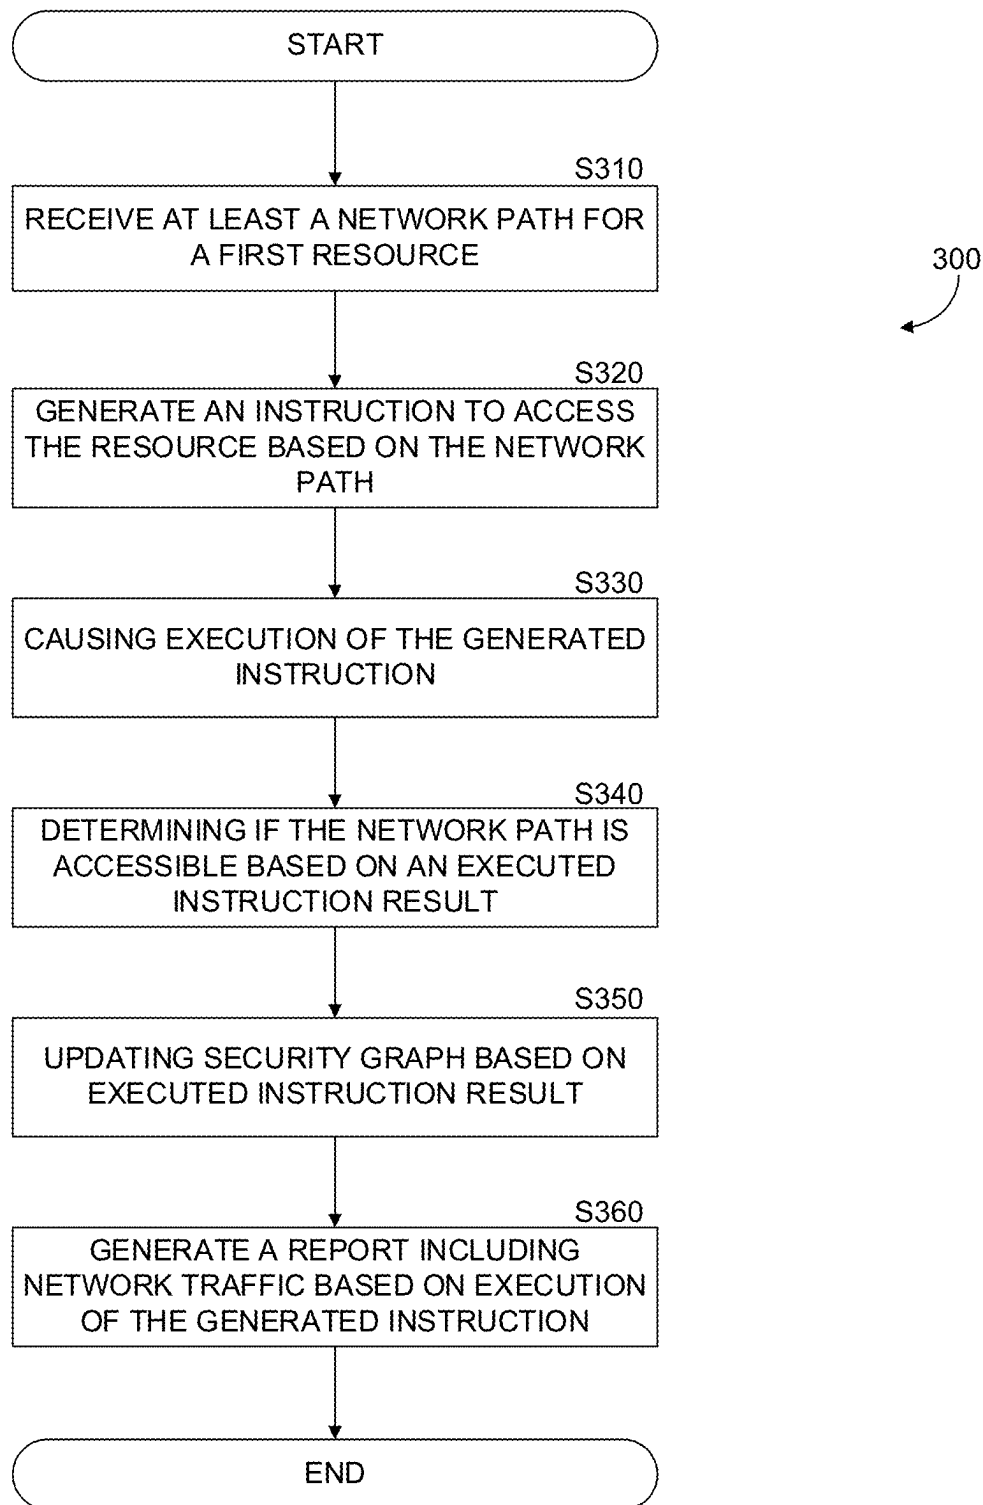 START
S310
RECEIVE AT LEAST A NETWORK PATH FOR
A FIRST RESOURCE
300
S320
GENERATE AN INSTRUCTION TO ACCESS
THE RESOURCE BASED ON THE NETWORK
PATH
S330
CAUSING EXECUTION OF THE GENERATED
INSTRUCTION
S340
DETERMINING IF THE NETWORK PATH IS
ACCESSIBLE BASED ON AN EXECUTED
INSTRUCTION RESULT
S350
UPDATING SECURITY GRAPH BASED ON
EXECUTED INSTRUCTION RESULT
S360
GENERATE A REPORT INCLUDING
NETWORK TRAFFIC BASED ON EXECUTION
OF THE GENERATED INSTRUCTION
END